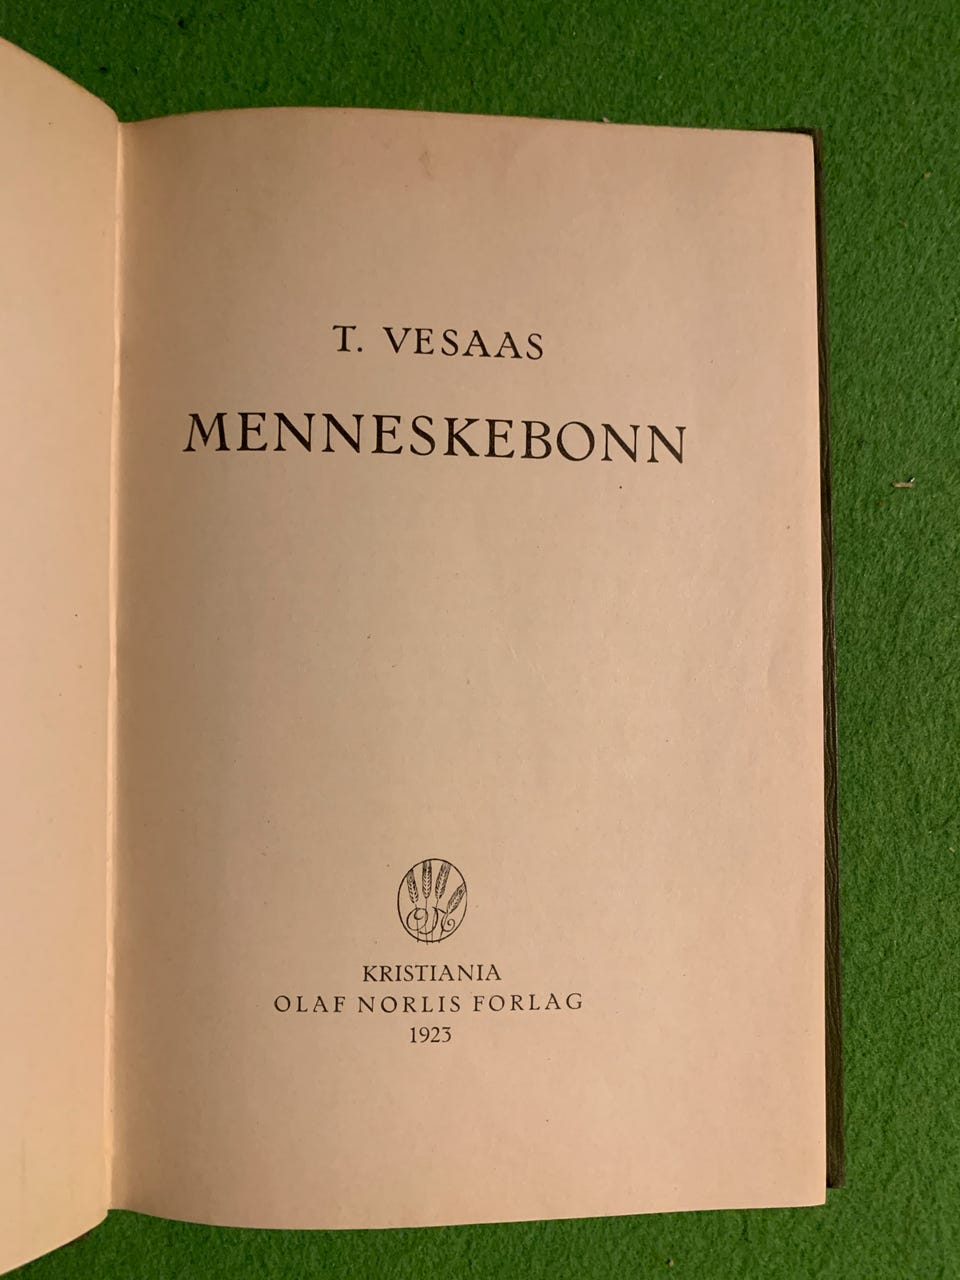 T. VESAAS
MENNESKEBONN
KRISTIANIA
OLAF NORLIS FORLAG
1923